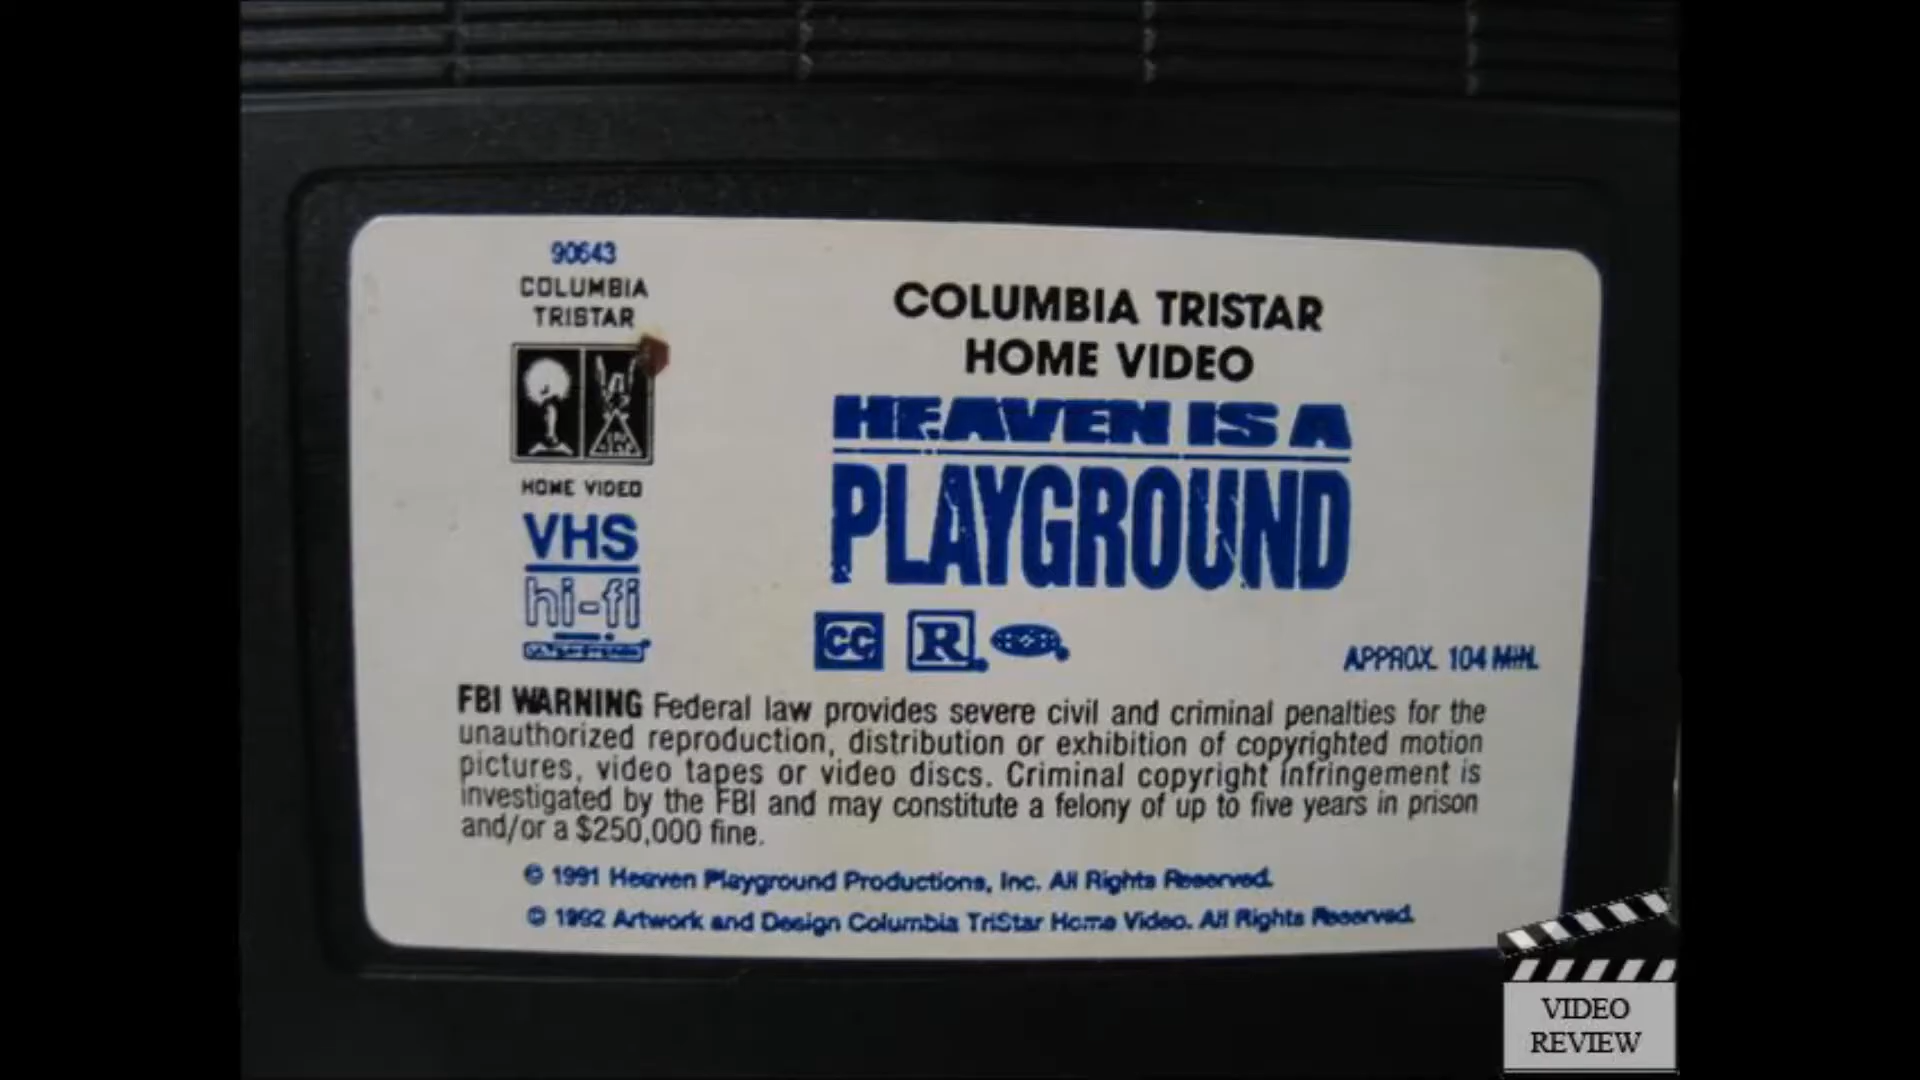 90643
COLUMBIA
TRISTAR
HOME VIDEO
VHS
hi-fi
COLUMBIA TRISTAR
HOME VIDEO
HEAVEN IS A
PLAYGROUND
CC R
APPROX. 104 MIN.
FBI WARNING Federal law provides severe civil and criminal penalties for the
unauthorized reproduction, distribution or exhibition of copyrighted motion
pictures, video tapes or video discs. Criminal copyright infringement is
investigated by the FBI and may constitute a felony of up to five years in prison
and/or a $250,000 fine.
© 1991 Heaven Playground Productions, Inc. All Rights Reserved.
© 1992 Artwork and Design Columbia TriStar Home Video. All Rights Reserved.
VIDEO
REVIEW